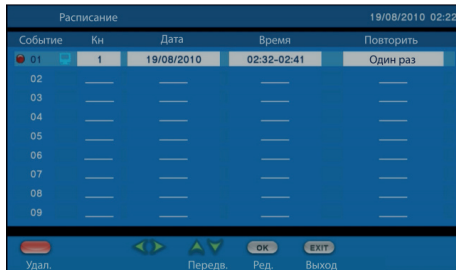 Расписание 19/08/2010 02:22
Событие Кн Дата Время Повторить
01 1 19/08/2010 02:32-02:41 Один раз
02
03
04
05
06
07
08
09
OK EXIT
Удал. Передв. Ред. Выход